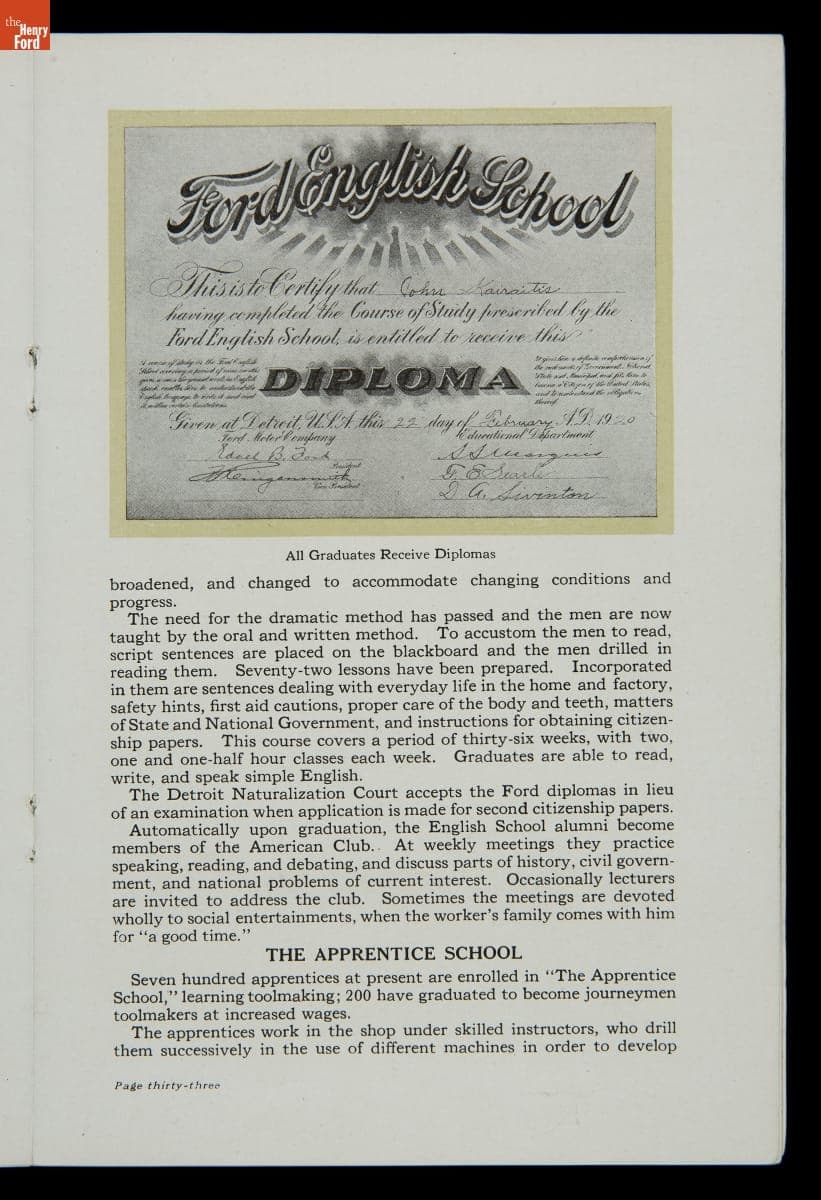 the
Henry
Ford
Ford English School
This is to Certify that John Kairaitis
having completed the Course of Study prescribed by the
Ford English School, is entitled to receive this
DIPLOMA
Given at Detroit, U.S.A. this 22 day of February A.D. 1920
Ford Motor Company
Educational Department
Edsel B. Ford
President
Vice President
S S Marquis
F. E. Searle
All Graduates Receive Diplomas
broadened, and changed to accommodate changing conditions and
progress.
The need for the dramatic method has passed and the men are now
taught by the oral and written method. To accustom the men to read,
script sentences are placed on the blackboard and the men drilled in
reading them. Seventy-two lessons have been prepared. Incorporated
in them are sentences dealing with everyday life in the home and factory,
safety hints, first aid cautions, proper care of the body and teeth, matters
of State and National Government, and instructions for obtaining citizen-
ship papers. This course covers a period of thirty-six weeks, with two,
one and one-half hour classes each week. Graduates are able to read,
write, and speak simple English.
The Detroit Naturalization Court accepts the Ford diplomas in lieu
of an examination when application is made for second citizenship papers.
Automatically upon graduation, the English School alumni become
members of the American Club. At weekly meetings they practice
speaking, reading, and debating, and discuss parts of history, civil govern-
ment, and national problems of current interest. Occasionally lecturers
are invited to address the club. Sometimes the meetings are devoted
wholly to social entertainments, when the worker's family comes with him
for "a good time."
THE APPRENTICE SCHOOL
Seven hundred apprentices at present are enrolled in "The Apprentice
School," learning toolmaking; 200 have graduated to become journeymen
toolmakers at increased wages.
The apprentices work in the shop under skilled instructors, who drill
them successively in the use of different machines in order to develop
Page thirty-three